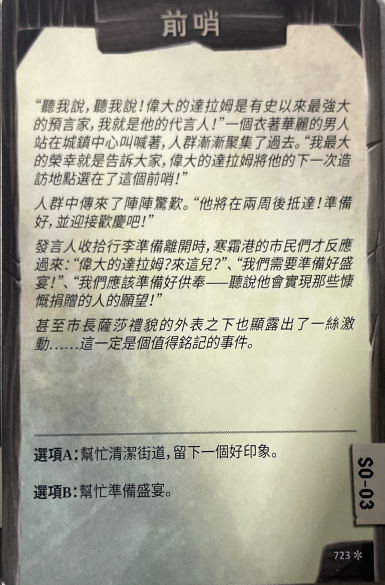 前哨
“聽我說，聽我說！偉大的達拉姆是有史以來最強大
的預言家，我就是他的代言人！”一個衣著華麗的男人
站在城鎮中心叫喊著，人群漸漸聚集了過去。“我最大
的榮幸就是告訴大家，偉大的達拉姆將他的下一次造
訪地點選在了這個前哨！”
人群中傳來了陣陣驚歎。“他將在兩周後抵達！準備
好，並迎接歡慶吧！”
發言人收拾行李準備離開時，寒霜港的市民們才反應
過來：“偉大的達拉姆？來這兒？”、“我們需要準備好盛
宴！”、“我們應該準備好供奉——聽說他會實現那些慷
慨捐贈的人的願望！”
甚至市長薩莎禮貌的外表之下也顯露出了一絲激
動……這一定是個值得銘記的事件。
選項A：幫忙清潔街道，留下一個好印象。
選項B：幫忙準備盛宴。
SO-03
723